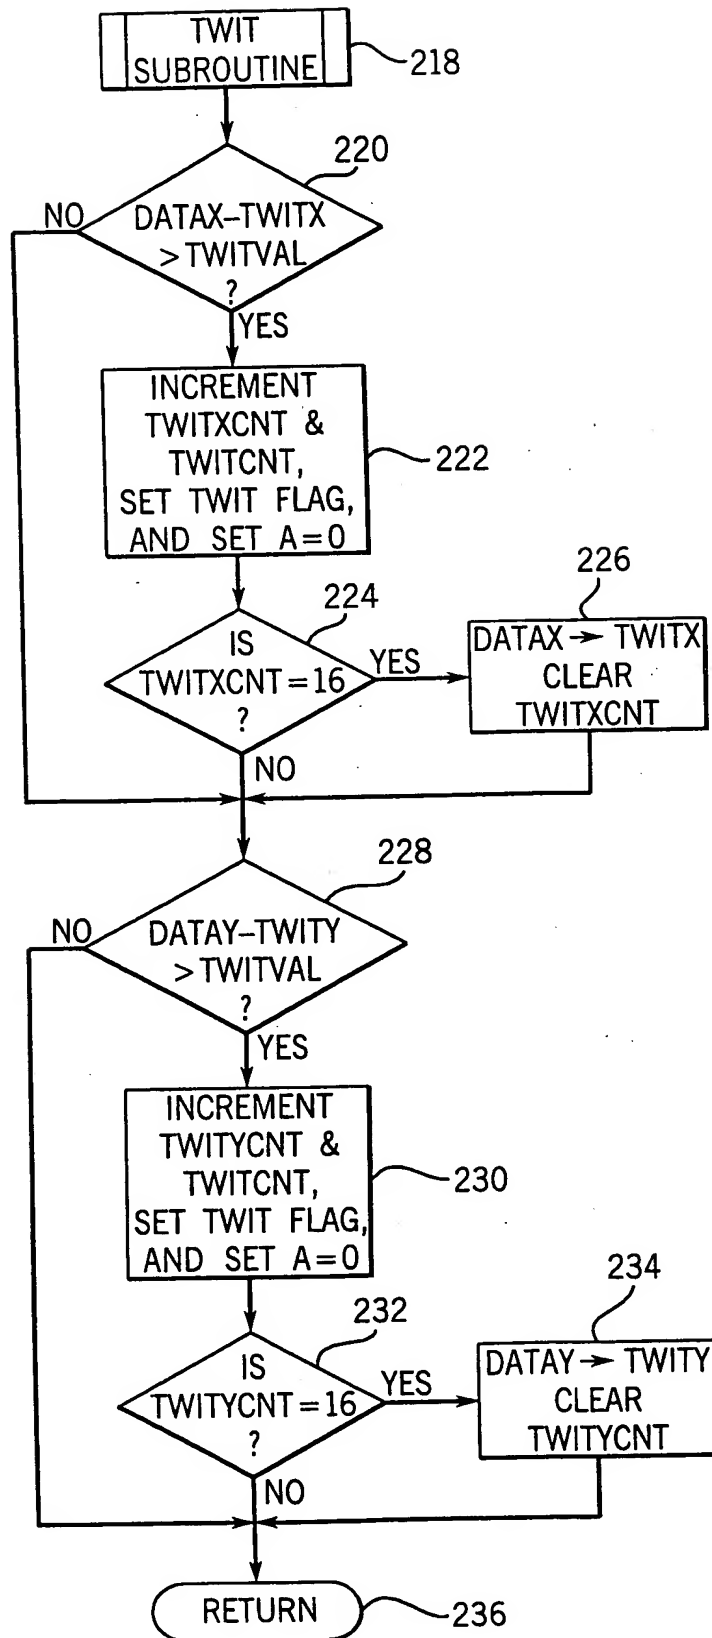 TWIT
SUBROUTINE
218
220
NO
DATAX–TWITX
> TWITVAL
?
YES
INCREMENT
TWITXCNT &
TWITCNT,
SET TWIT FLAG,
AND SET A=0
222
224
226
IS
TWITXCNT=16
?
YES
DATAX → TWITX
CLEAR
TWITXCNT
NO
228
NO
DATAY–TWITY
> TWITVAL
?
YES
INCREMENT
TWITYCNT &
TWITCNT,
SET TWIT FLAG,
AND SET A=0
230
232
234
IS
TWITYCNT=16
?
YES
DATAY → TWITY
CLEAR
TWITYCNT
NO
RETURN
236